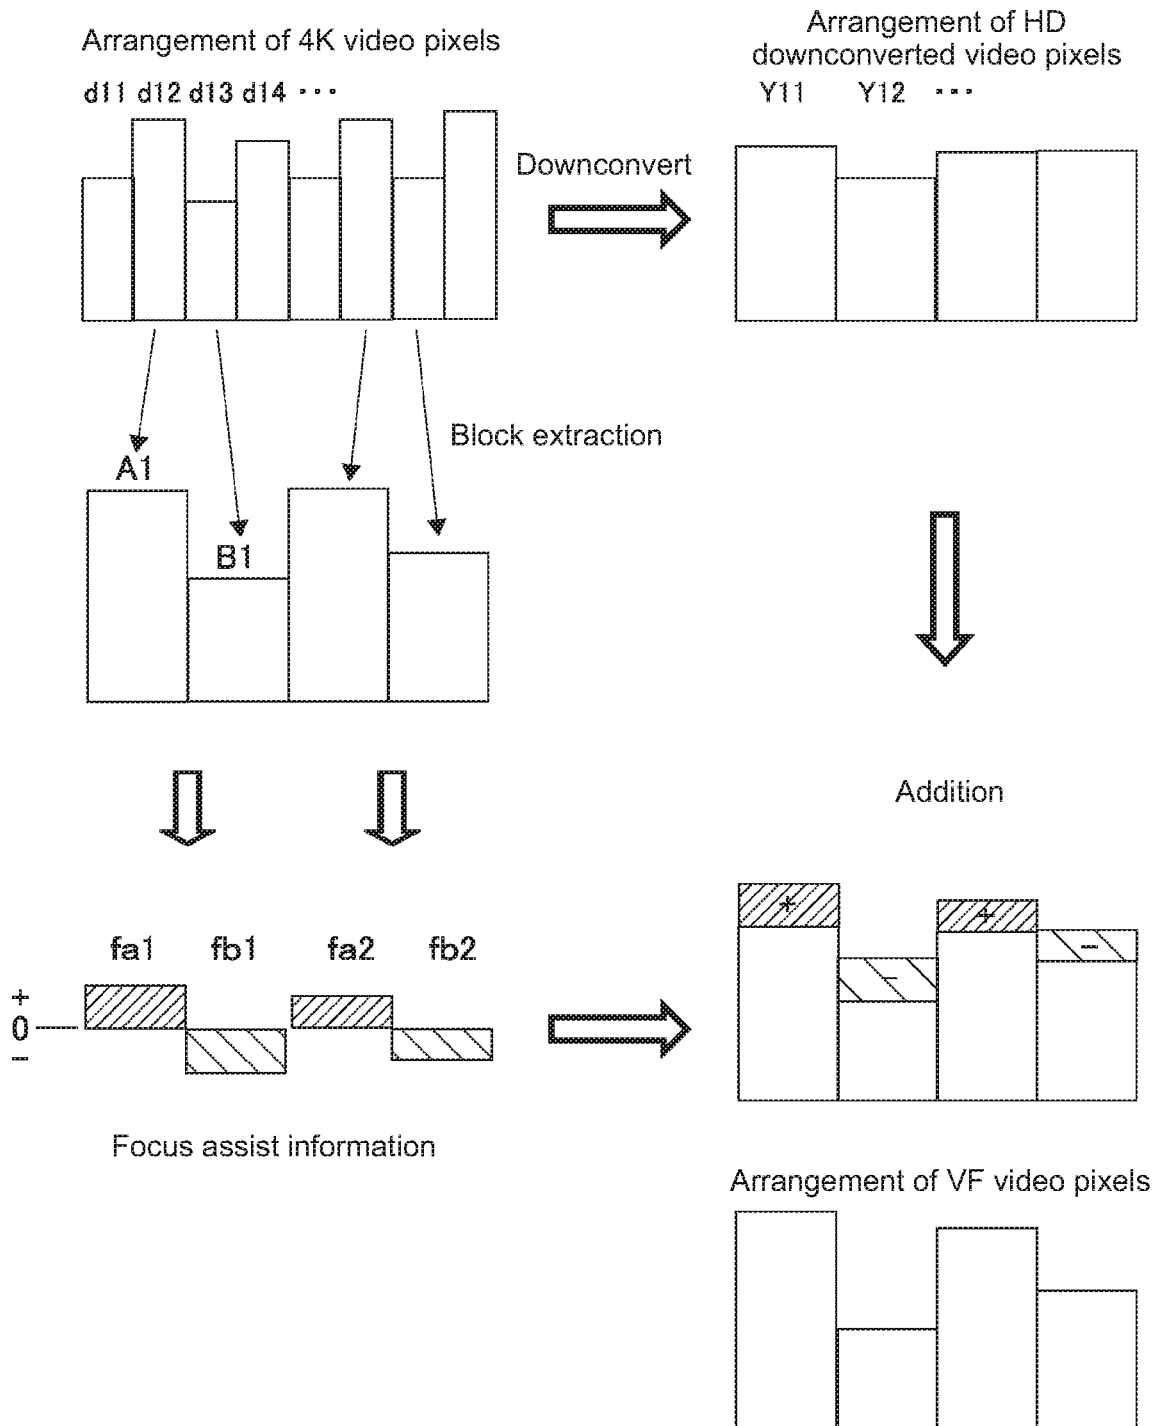 Arrangement of 4K video pixels
d11 d12 d13 d14 ···
Arrangement of HD
downconverted video pixels
Y11 Y12 ···
Downconvert
Block extraction
A1
B1
Addition
fa1 fb1 fa2 fb2
+
0
−
+ − + −
Focus assist information
Arrangement of VF video pixels